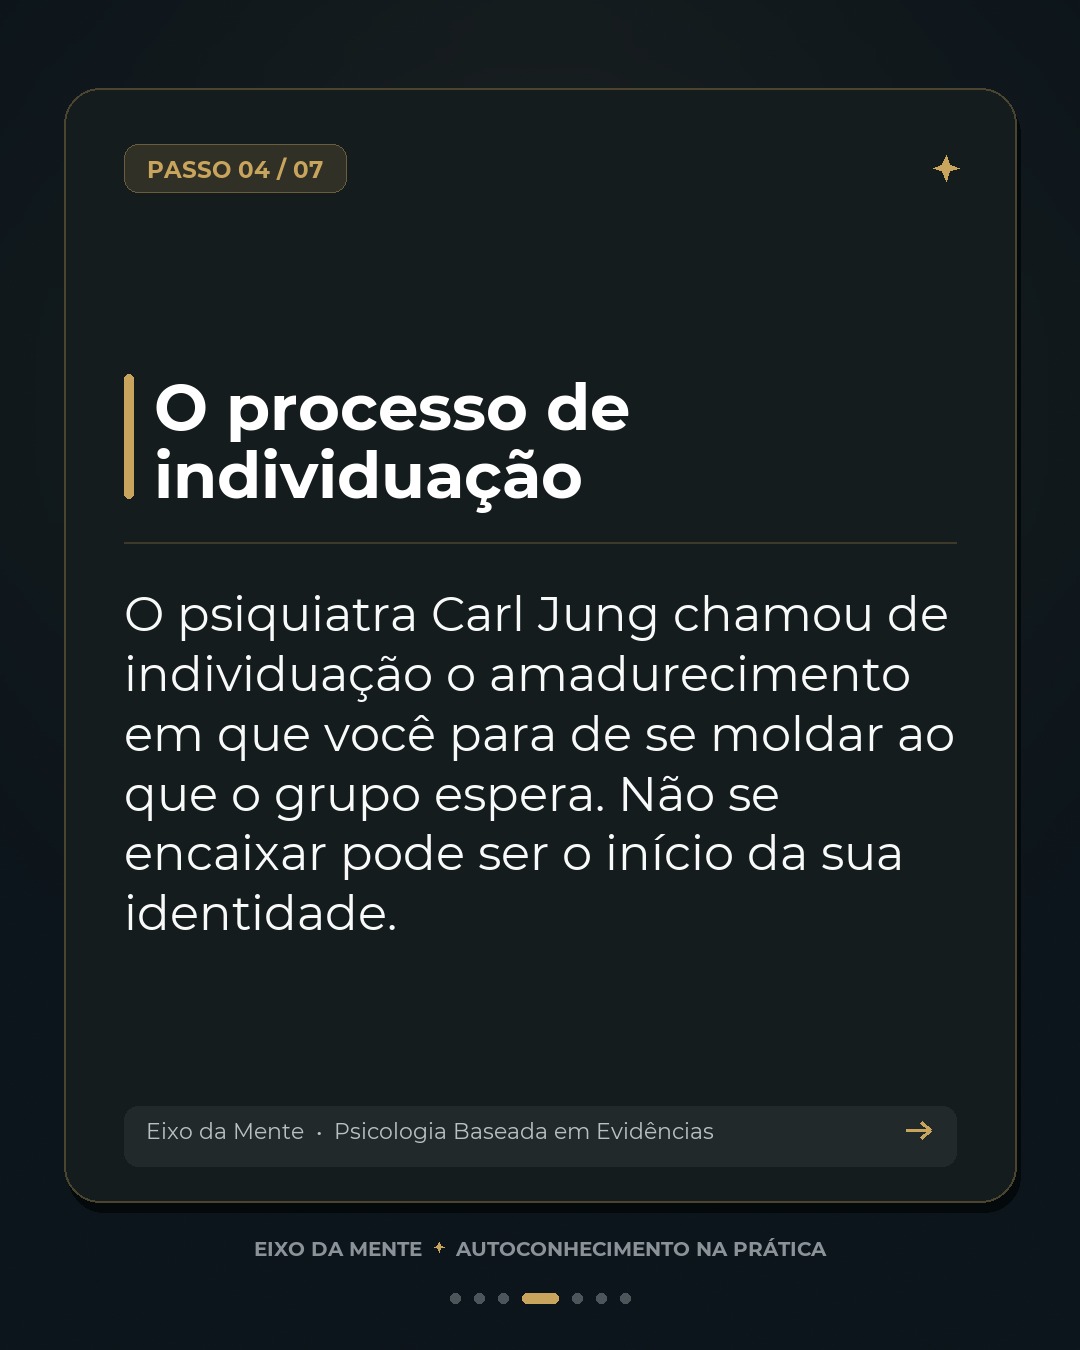 PASSO 04 / 07
O processo de
individuação
O psiquiatra Carl Jung chamou de
individuação o amadurecimento
em que você para de se moldar ao
que o grupo espera. Não se
encaixar pode ser o início da sua
identidade.
Eixo da Mente • Psicologia Baseada em Evidências →
EIXO DA MENTE ✦ AUTOCONHECIMENTO NA PRÁTICA